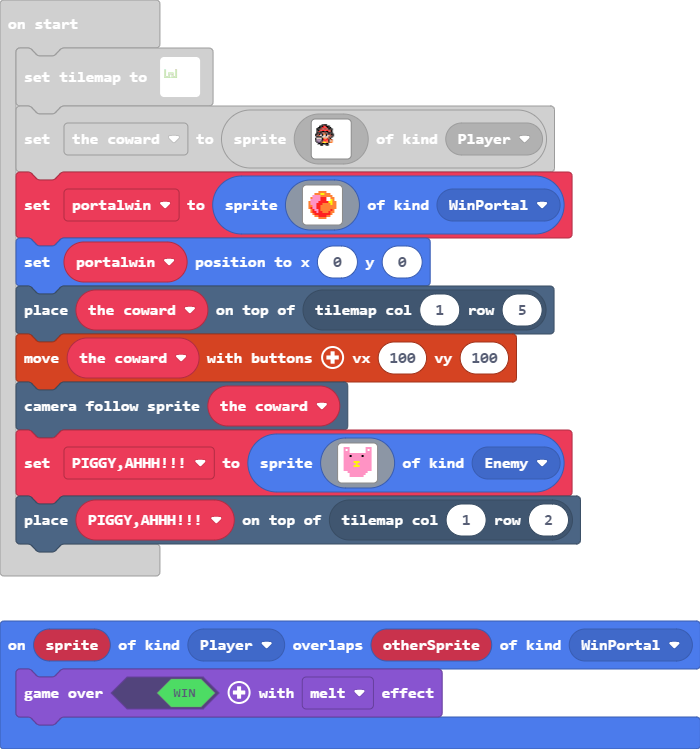 on start
set tilemap to
set the coward to sprite of kind Player
set portalwin to sprite of kind WinPortal
set portalwin position to x 0 y 0
place the coward on top of tilemap col 1 row 5
move the coward with buttons + vx 100 vy 100
camera follow sprite the coward
set PIGGY,AHHH!!! to sprite of kind Enemy
place PIGGY,AHHH!!! on top of tilemap col 1 row 2
on sprite of kind Player overlaps otherSprite of kind WinPortal
game over WIN + with melt effect